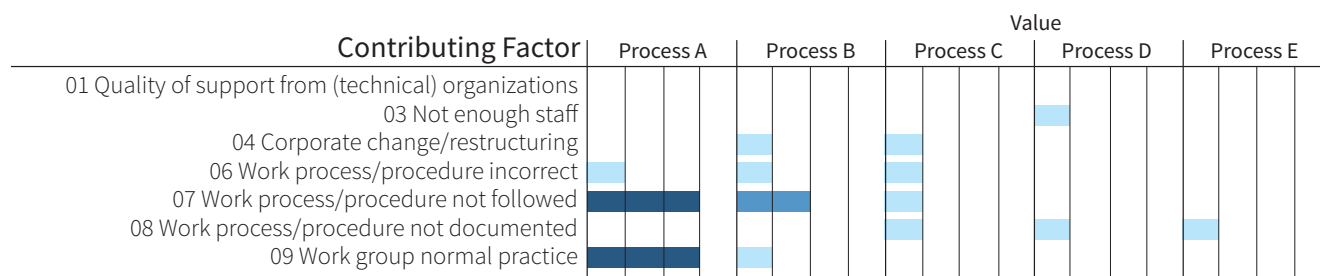 Value
Contributing Factor Process A Process B Process C Process D Process E
01 Quality of support from (technical) organizations
03 Not enough staff
04 Corporate change/restructuring
06 Work process/procedure incorrect
07 Work process/procedure not followed
08 Work process/procedure not documented
09 Work group normal practice